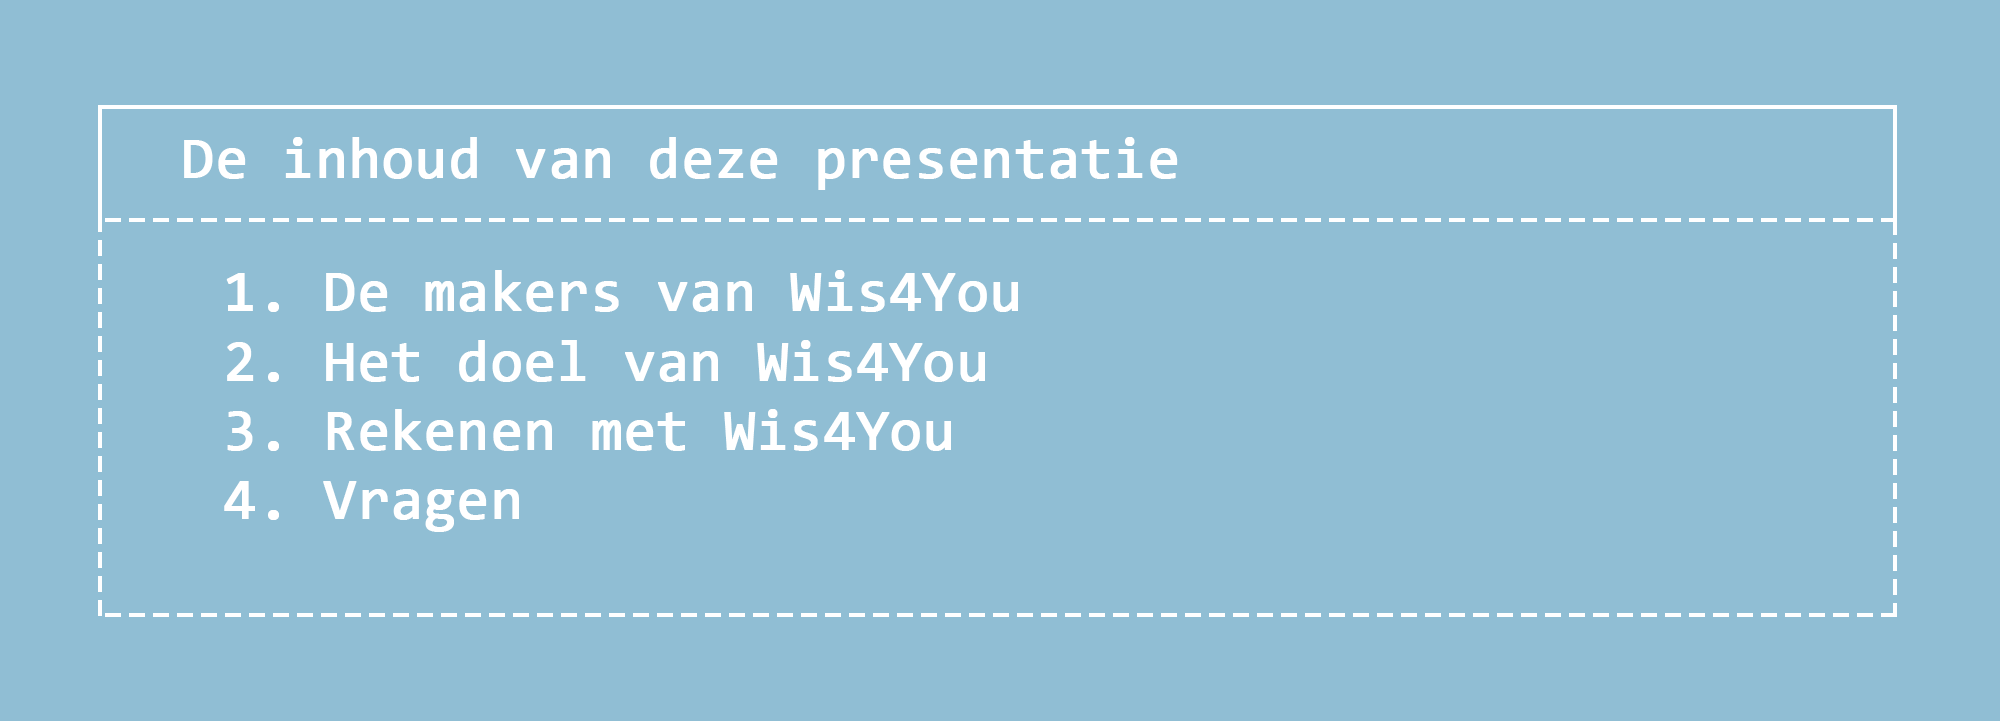 De inhoud van deze presentatie
1. De makers van Wis4You
2. Het doel van Wis4You
3. Rekenen met Wis4You
4. Vragen